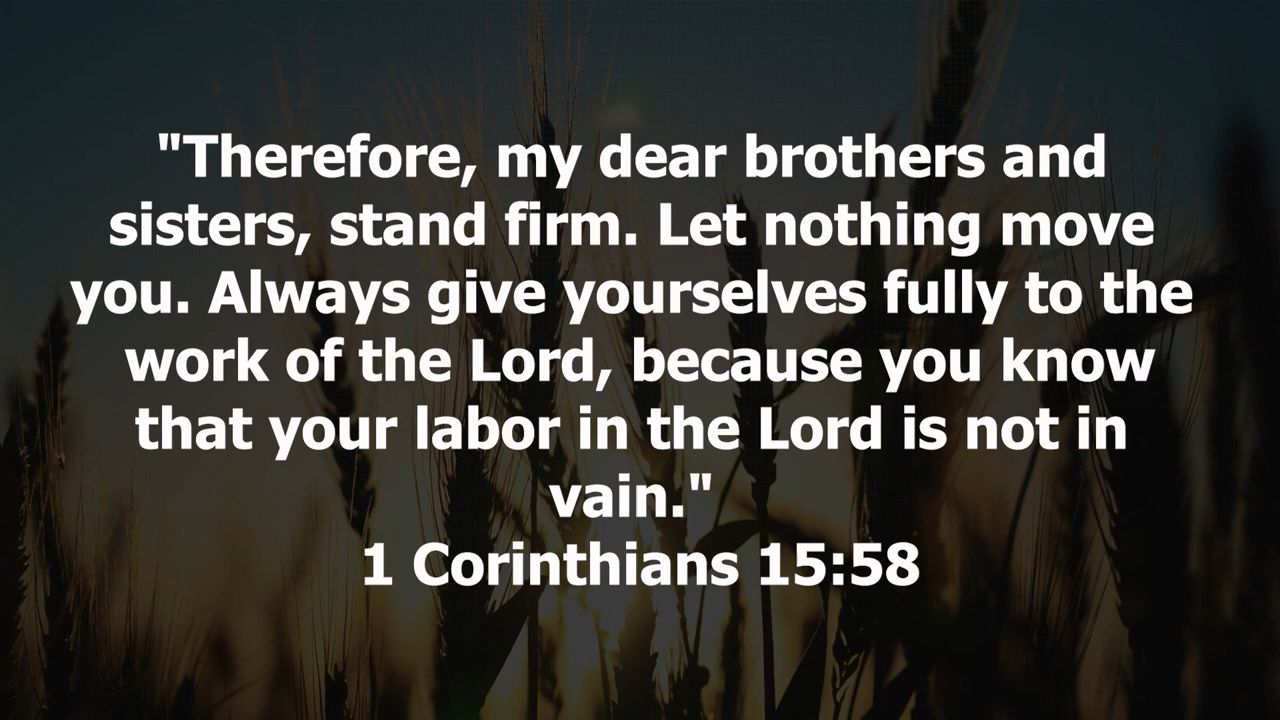 "Therefore, my dear brothers and
sisters, stand firm. Let nothing move
you. Always give yourselves fully to the
work of the Lord, because you know
that your labor in the Lord is not in
vain."
1 Corinthians 15:58